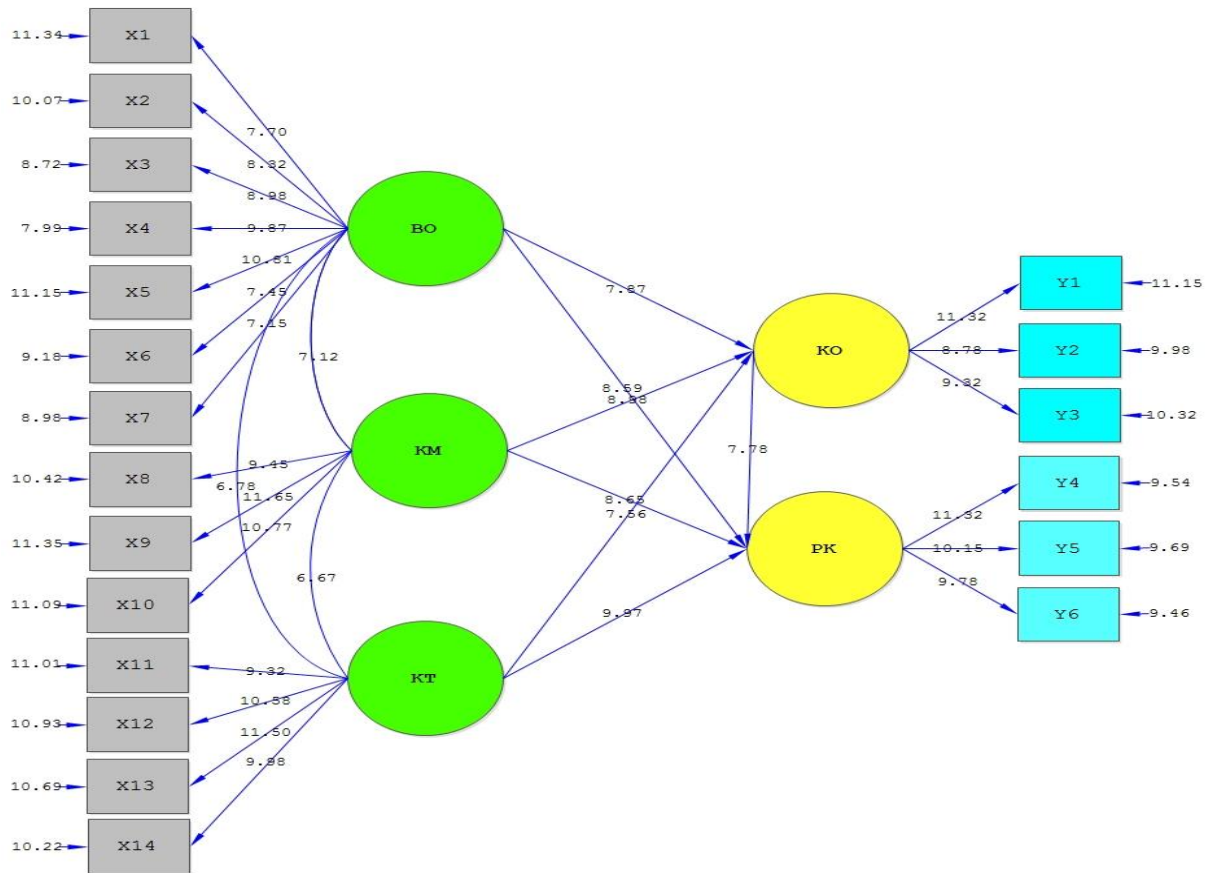 11.34 X1
10.07 X2
7.70
8.72 X3
8.32
8.98
7.99 X4
9.87
BO
10.81
11.15 X5
7.45
7.15
9.18 X6
7.12
8.98 X7
KM
10.42 X8
9.45
6.78
11.65
11.35 X9
10.77
6.67
11.09 X10
11.01 X11
9.32
KT
10.58
10.93 X12
11.50
9.98
10.69 X13
10.22 X14
7.87
8.59
8.98
8.65
7.56
9.97
KO
7.78
PK
11.32
Y1 11.15
8.78
Y2 9.98
9.32
Y3 10.32
11.32
Y4 9.54
10.15
Y5 9.69
9.78
Y6 9.46